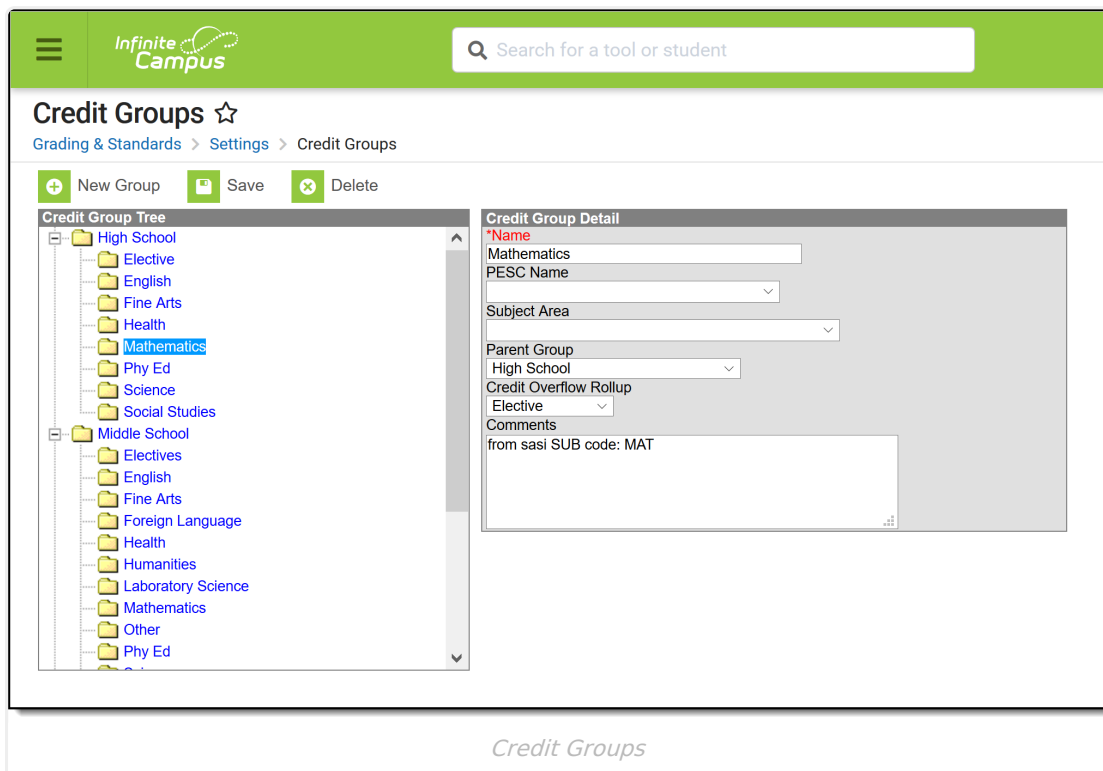 Infinite Campus
Search for a tool or student
Credit Groups
Grading & Standards > Settings > Credit Groups
New Group Save Delete
Credit Group Tree
High School
Elective
English
Fine Arts
Health
Mathematics
Phy Ed
Science
Social Studies
Middle School
Electives
English
Fine Arts
Foreign Language
Health
Humanities
Laboratory Science
Mathematics
Other
Phy Ed
Credit Group Detail
*Name
Mathematics
PESC Name
Subject Area
Parent Group
High School
Credit Overflow Rollup
Elective
Comments
from sasi SUB code: MAT
Credit Groups